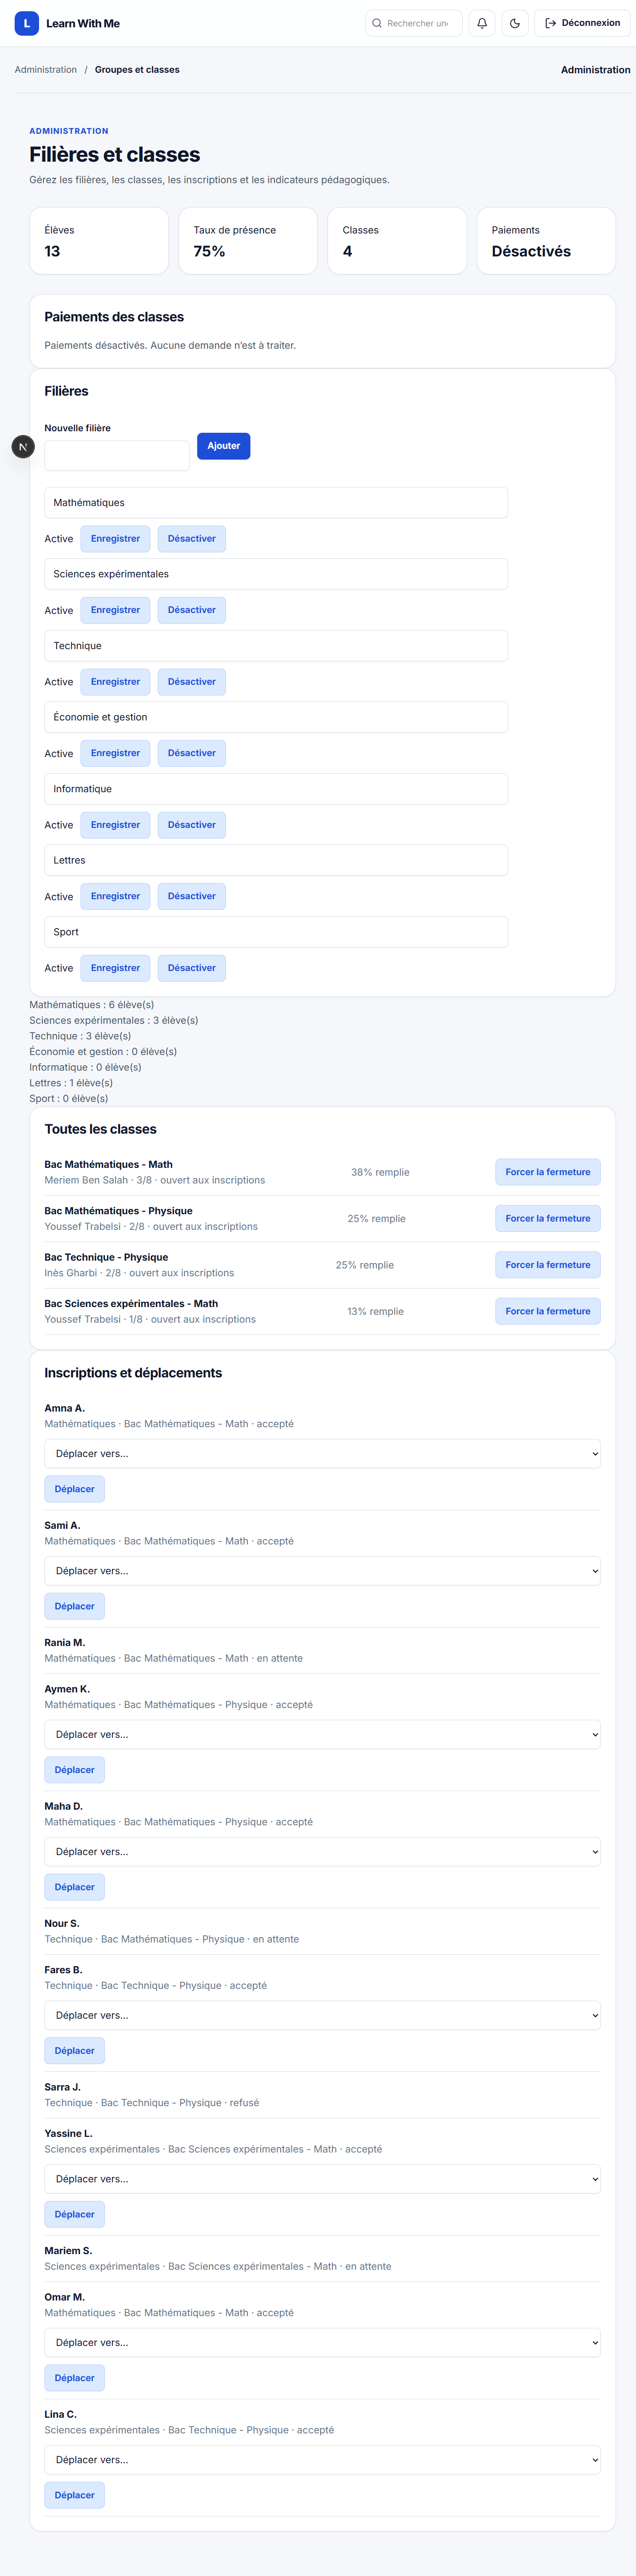 L Learn With Me
Rechercher une
Déconnexion
Administration / Groupes et classes
Administration
ADMINISTRATION
Filières et classes
Gérez les filières, les classes, les inscriptions et les indicateurs pédagogiques.
Élèves
13
Taux de présence
75%
Classes
4
Paiements
Désactivés
Paiements des classes
Paiements désactivés. Aucune demande n’est à traiter.
Filières
Nouvelle filière
Ajouter
N
Mathématiques
Active Enregistrer Désactiver
Sciences expérimentales
Active Enregistrer Désactiver
Technique
Active Enregistrer Désactiver
Économie et gestion
Active Enregistrer Désactiver
Informatique
Active Enregistrer Désactiver
Lettres
Active Enregistrer Désactiver
Sport
Active Enregistrer Désactiver
Mathématiques : 6 élève(s)
Sciences expérimentales : 3 élève(s)
Technique : 3 élève(s)
Économie et gestion : 0 élève(s)
Informatique : 0 élève(s)
Lettres : 1 élève(s)
Sport : 0 élève(s)
Toutes les classes
Bac Mathématiques - Math
Meriem Ben Salah · 3/8 · ouvert aux inscriptions
38% remplie
Forcer la fermeture
Bac Mathématiques - Physique
Youssef Trabelsi · 2/8 · ouvert aux inscriptions
25% remplie
Forcer la fermeture
Bac Technique - Physique
Inès Gharbi · 2/8 · ouvert aux inscriptions
25% remplie
Forcer la fermeture
Bac Sciences expérimentales - Math
Youssef Trabelsi · 1/8 · ouvert aux inscriptions
13% remplie
Forcer la fermeture
Inscriptions et déplacements
Amna A.
Mathématiques · Bac Mathématiques - Math · accepté
Déplacer vers...
Déplacer
Sami A.
Mathématiques · Bac Mathématiques - Math · accepté
Déplacer vers...
Déplacer
Rania M.
Mathématiques · Bac Mathématiques - Math · en attente
Aymen K.
Mathématiques · Bac Mathématiques - Physique · accepté
Déplacer vers...
Déplacer
Maha D.
Mathématiques · Bac Mathématiques - Physique · accepté
Déplacer vers...
Déplacer
Nour S.
Technique · Bac Mathématiques - Physique · en attente
Fares B.
Technique · Bac Technique - Physique · accepté
Déplacer vers...
Déplacer
Sarra J.
Technique · Bac Technique - Physique · refusé
Yassine L.
Sciences expérimentales · Bac Sciences expérimentales - Math · accepté
Déplacer vers...
Déplacer
Mariem S.
Sciences expérimentales · Bac Sciences expérimentales - Math · en attente
Omar M.
Mathématiques · Bac Mathématiques - Math · accepté
Déplacer vers...
Déplacer
Lina C.
Sciences expérimentales · Bac Technique - Physique · accepté
Déplacer vers...
Déplacer